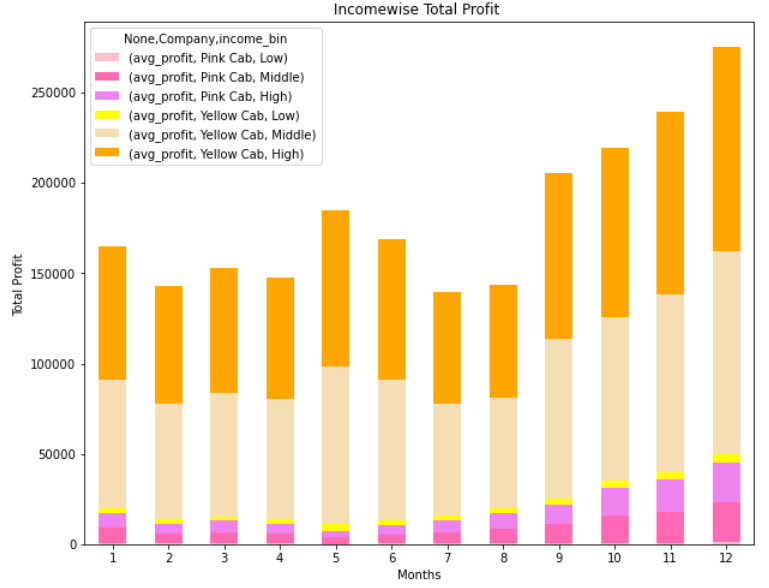 Incomewise Total Profit
None,Company,income_bin
(avg_profit, Pink Cab, Low)
(avg_profit, Pink Cab, Middle)
(avg_profit, Pink Cab, High)
(avg_profit, Yellow Cab, Low)
(avg_profit, Yellow Cab, Middle)
(avg_profit, Yellow Cab, High)
250000
200000
150000
100000
50000
0
Total Profit
1 2 3 4 5 6 7 8 9 10 11 12
Months